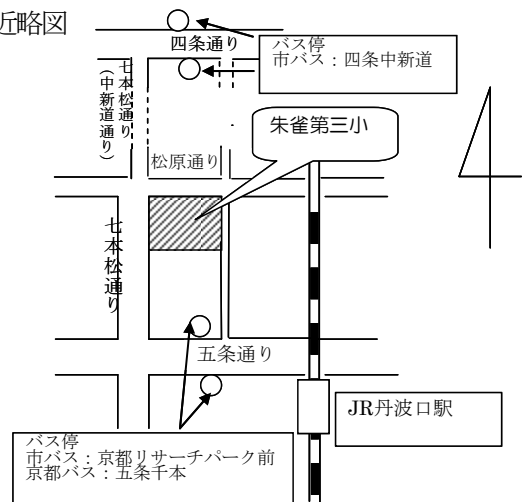 近略図
四条通り
バス停
市バス：四条中新道
七本松通り
（中新道通り）
朱雀第三小
松原通り
七本松通り
五条通り
JR丹波口駅
バス停
市バス：京都リサーチパーク前
京都バス：五条千本